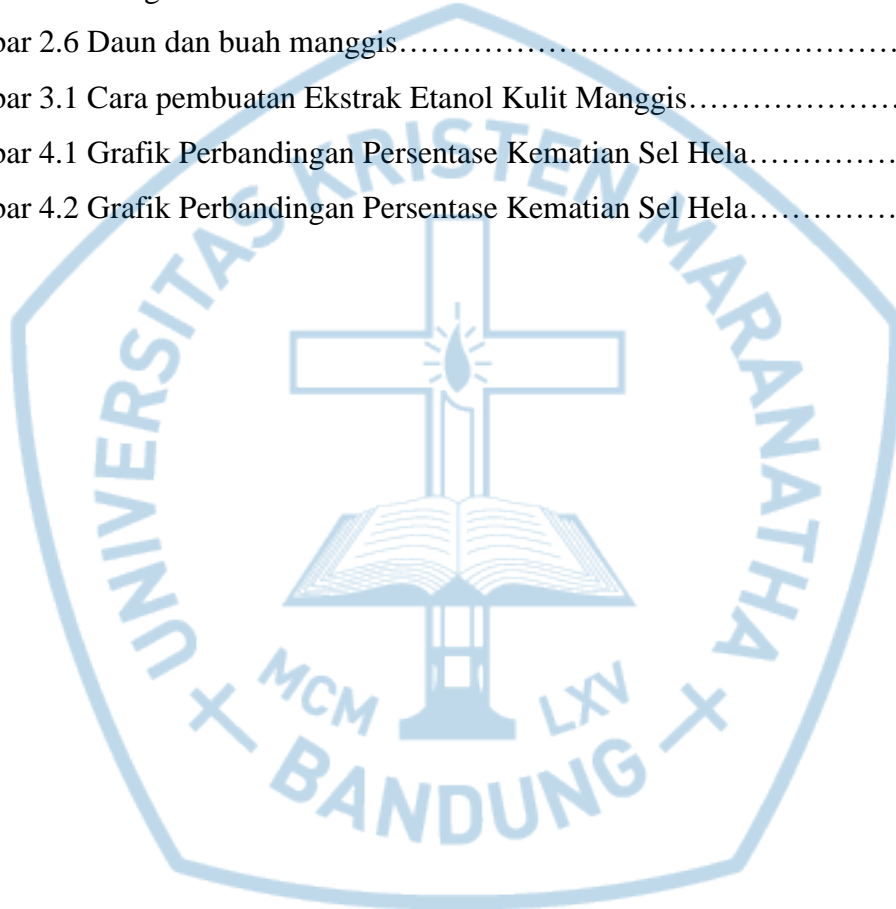 bar 2.6 Daun dan buah manggis……………………………………………
bar 3.1 Cara pembuatan Ekstrak Etanol Kulit Manggis…………………
bar 4.1 Grafik Perbandingan Persentase Kematian Sel Hela……………
bar 4.2 Grafik Perbandingan Persentase Kematian Sel Hela……………
UNIVERSITAS KRISTEN MARANATHA
MCM LXV
BANDUNG